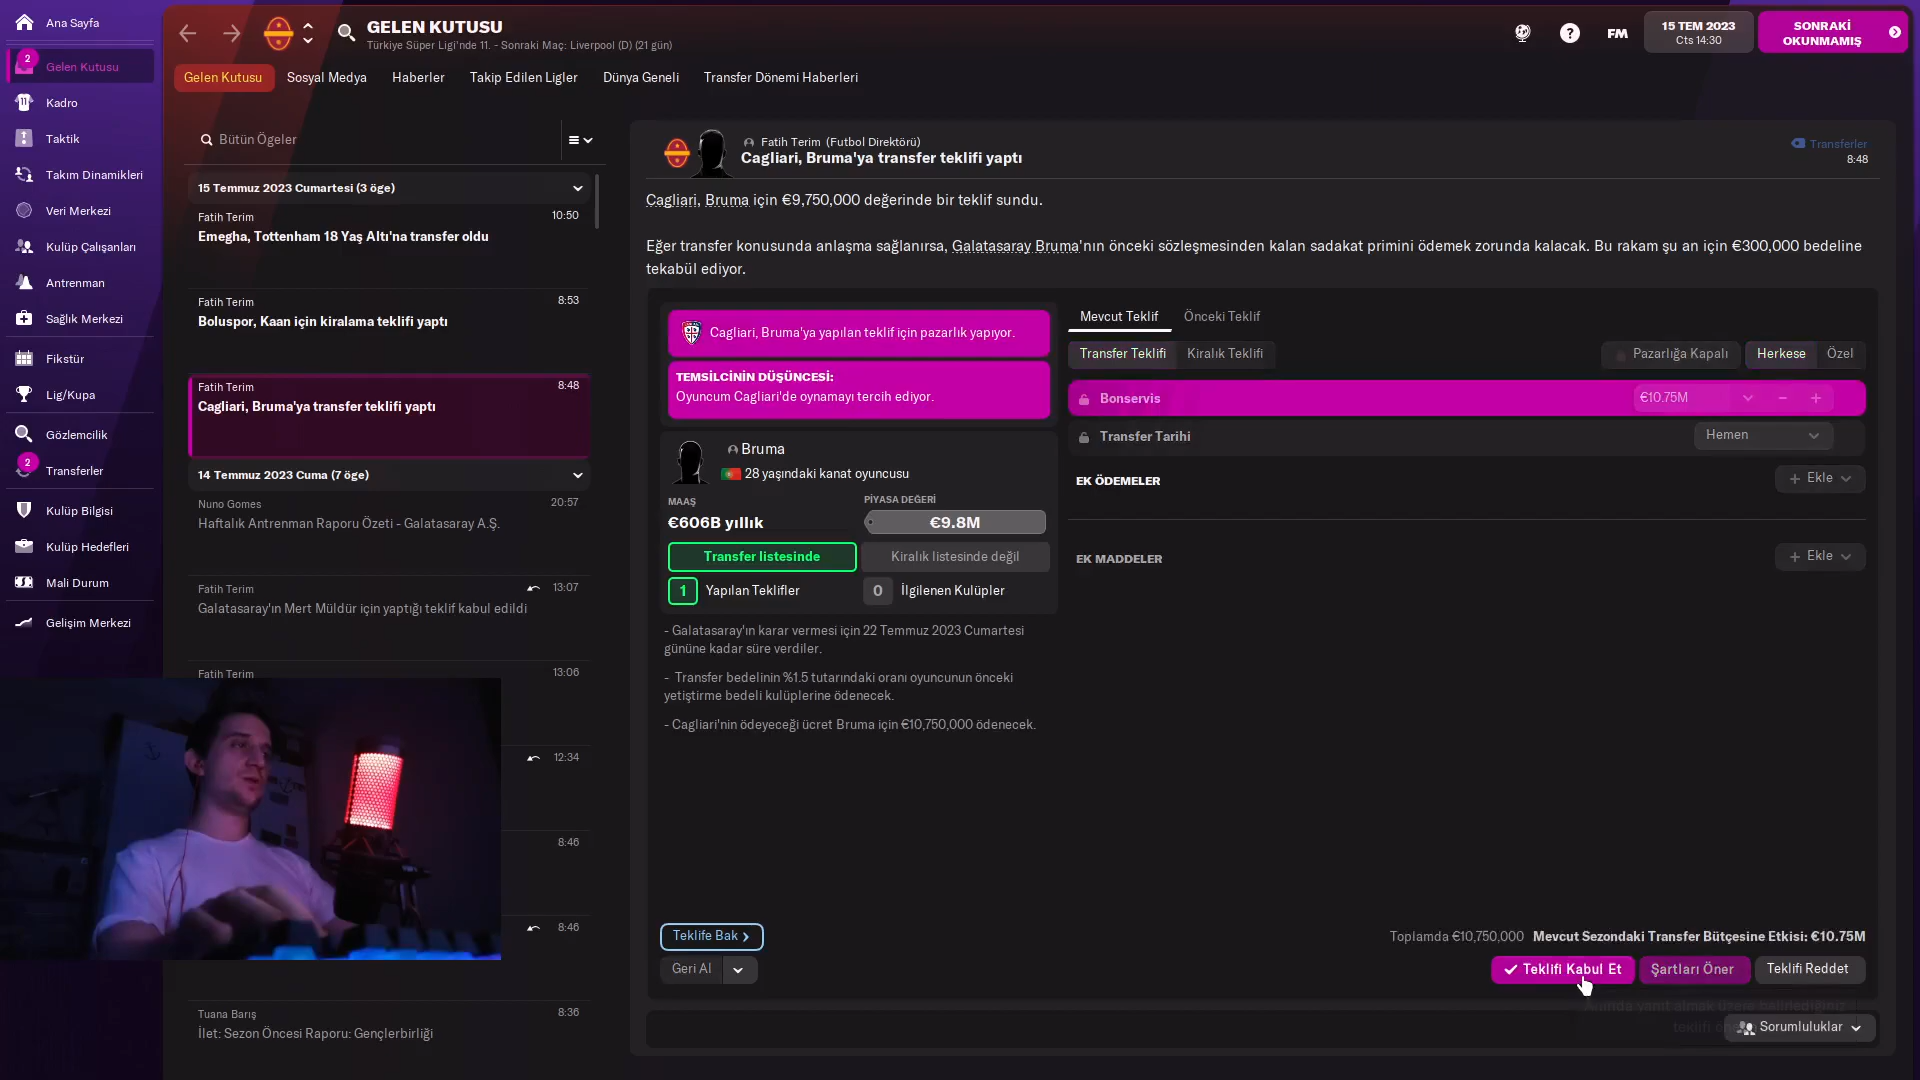 Ana Sayfa
2
Gelen Kutusu
Kadro
Taktik
Takım Dinamikleri
Veri Merkezi
Kulüp Çalışanları
Antrenman
Sağlık Merkezi
Fikstür
Lig/Kupa
Gözlemcilik
2
Transferler
Kulüp Bilgisi
Kulüp Hedefleri
Mali Durum
Gelişim Merkezi
GELEN KUTUSU
Türkiye Süper Ligi'nde 11. - Sonraki Maç: Liverpool (D) (21 gün)
FM
15 TEM 2023
Cts 14:30
SONRAKİ
OKUNMAMIŞ
Gelen Kutusu Sosyal Medya Haberler Takip Edilen Ligler Dünya Geneli Transfer Dönemi Haberleri
Bütün Ögeler
15 Temmuz 2023 Cumartesi (3 öge)
Fatih Terim 10:50
Emegha, Tottenham 18 Yaş Altı'na transfer oldu
Fatih Terim 8:53
Boluspor, Kaan için kiralama teklifi yaptı
Fatih Terim 8:48
Cagliari, Bruma'ya transfer teklifi yaptı
14 Temmuz 2023 Cuma (7 öge)
Nuno Gomes 20:57
Haftalık Antrenman Raporu Özeti - Galatasaray A.Ş.
Fatih Terim 13:07
Galatasaray'ın Mert Müldür için yaptığı teklif kabul edildi
Fatih Terim 13:06
12:34
8:46
8:46
Tuana Barış 8:36
İlet: Sezon Öncesi Raporu: Gençlerbirliği
Fatih Terim (Futbol Direktörü)
Cagliari, Bruma'ya transfer teklifi yaptı
Transferler
8:48
Cagliari, Bruma için €9,750,000 değerinde bir teklif sundu.
Eğer transfer konusunda anlaşma sağlanırsa, Galatasaray Bruma'nın önceki sözleşmesinden kalan sadakat primini ödemek zorunda kalacak. Bu rakam şu an için €300,000 bedeline
tekabül ediyor.
Cagliari, Bruma'ya yapılan teklif için pazarlık yapıyor.
TEMSİLCİNİN DÜŞÜNCESİ:
Oyuncum Cagliari'de oynamayı tercih ediyor.
Bruma
28 yaşındaki kanat oyuncusu
MAAŞ PİYASA DEĞERİ
€606B yıllık €9.8M
Transfer listesinde Kiralık listesinde değil
1 Yapılan Teklifler 0 İlgilenen Kulüpler
- Galatasaray'ın karar vermesi için 22 Temmuz 2023 Cumartesi
gününe kadar süre verdiler.
- Transfer bedelinin %1.5 tutarındaki oranı oyuncunun önceki
yetiştirme bedeli kulüplerine ödenecek.
- Cagliari'nin ödeyeceği ücret Bruma için €10,750,000 ödenecek.
Mevcut Teklif Önceki Teklif
Transfer Teklifi Kiralık Teklifi Pazarlığa Kapalı Herkese Özel
Bonservis €10.75M
Transfer Tarihi Hemen
EK ÖDEMELER Ekle
EK MADDELER Ekle
Teklife Bak
Geri Al
Toplamda €10,750,000 Mevcut Sezondaki Transfer Bütçesine Etkisi: €10.75M
Teklifi Kabul Et Şartları Öner Teklifi Reddet
Sorumluluklar